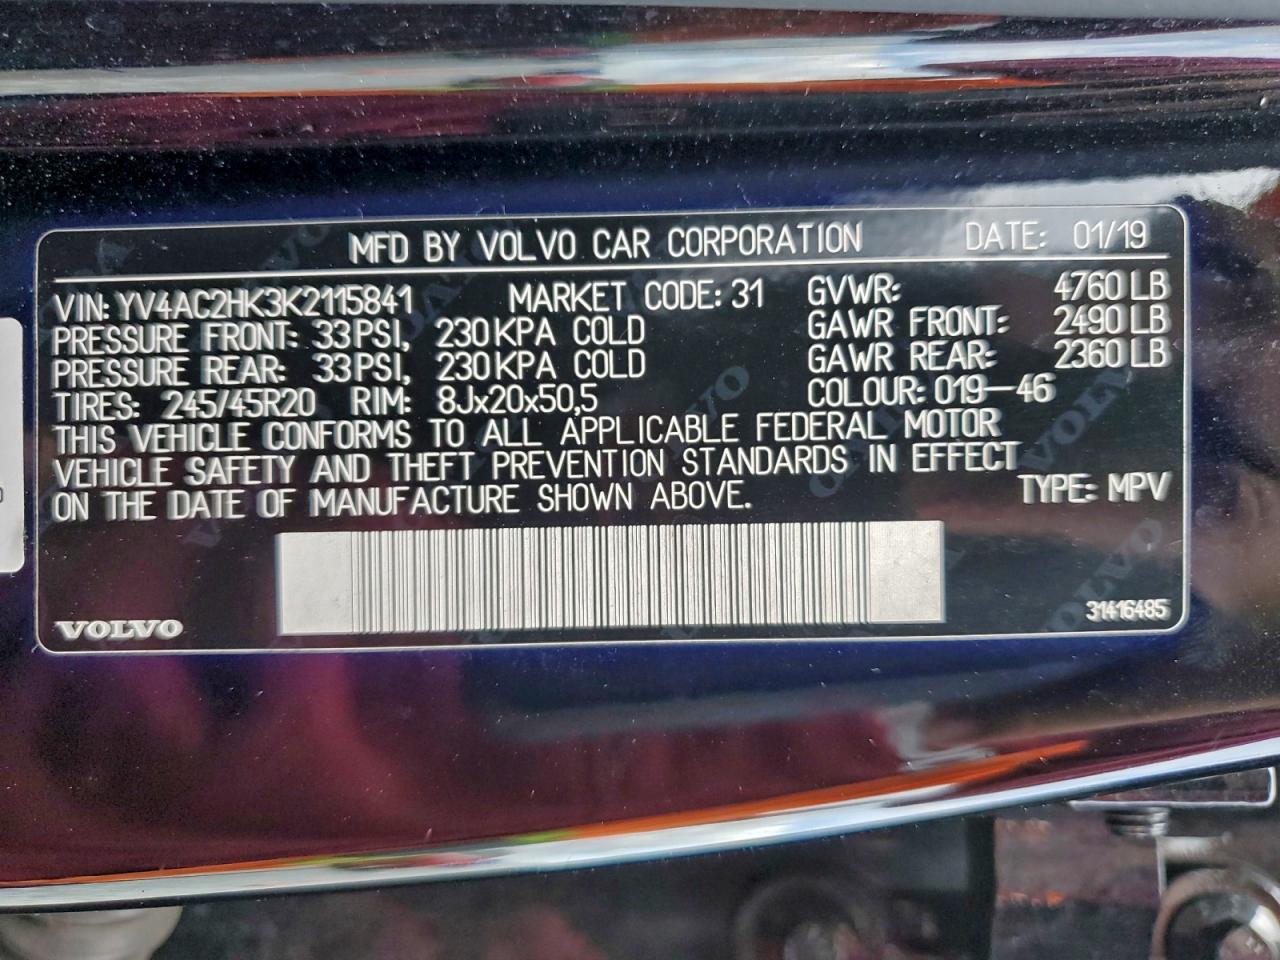 MFD BY VOLVO CAR CORPORATION DATE: 01/19
VIN: YV4AC2HK3K2115841 MARKET CODE: 31 GVWR: 4760 LB
PRESSURE FRONT: 33 PSI, 230 KPA COLD GAWR FRONT: 2490 LB
PRESSURE REAR: 33 PSI, 230 KPA COLD GAWR REAR: 2360 LB
TIRES: 245/45R20 RIM: 8Jx20x50,5 COLOUR: 019-46
THIS VEHICLE CONFORMS TO ALL APPLICABLE FEDERAL MOTOR
VEHICLE SAFETY AND THEFT PREVENTION STANDARDS IN EFFECT
ON THE DATE OF MANUFACTURE SHOWN ABOVE. TYPE: MPV
VOLVO 31416485